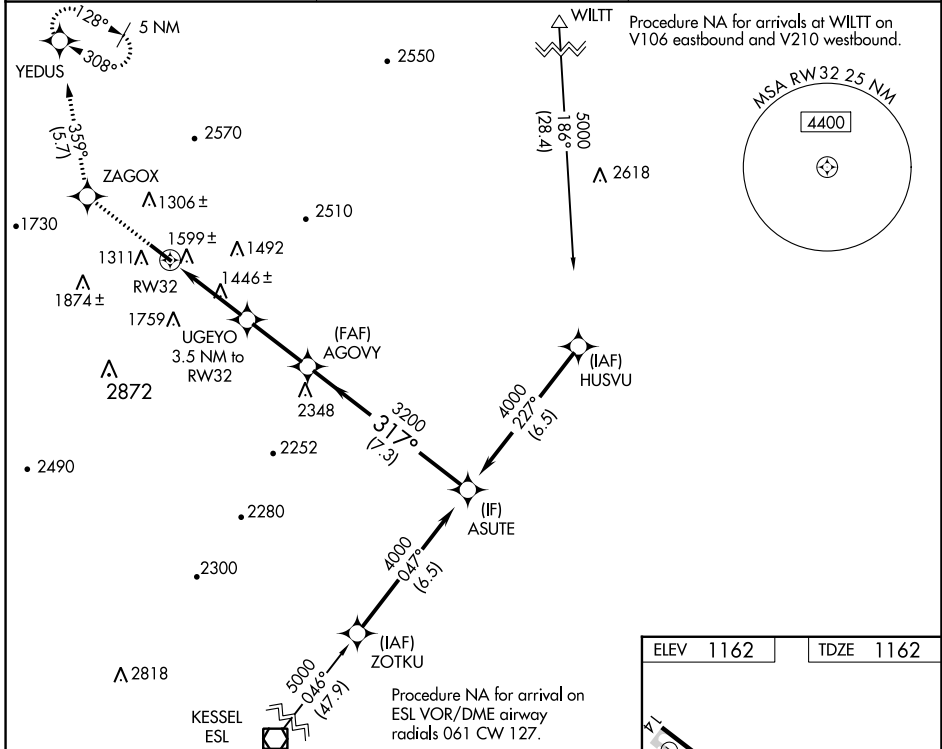 128°
5 NM
308°
YEDUS
WILTT
Procedure NA for arrivals at WILTT on
V106 eastbound and V210 westbound.
2550
MSA RW32 25 NM
4400
5000
186°
(28.4)
359°
(5.7)
2570
2618
ZAGOX
1306±
2510
1730
1599±
1492
1311
RW32
1446±
1874±
1759
UGEYO
3.5 NM to
RW32
(FAF)
AGOVY
(IAF)
HUSVU
2872
2348
4000
227°
(6.5)
3200
317°
(7.3)
2252
2490
(IF)
ASUTE
2280
4000
047°
(6.5)
2300
(IAF)
ZOTKU
ELEV 1162
TDZE 1162
2818
5000
046°
(47.9)
Procedure NA for arrival on
ESL VOR/DME airway
radials 061 CW 127.
KESSEL
ESL
14